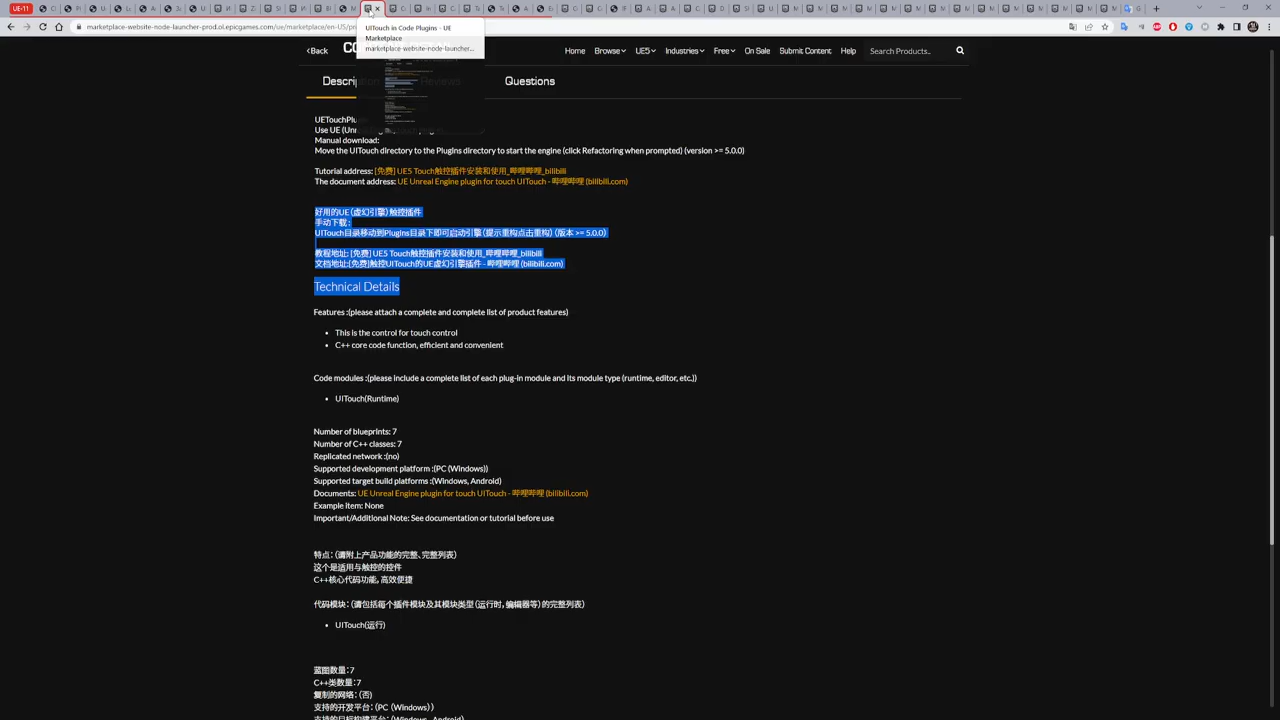 UE-11
UITouch in Code Plugins - UE
Marketplace
marketplace-website-node-launcher...
marketplace-website-node-launcher-prod.ol.epicgames.com/ue/marketplace/en-US/pr
<Back
Home
Browse
UE5
Industries
Free
On Sale
Submit Content
Help
Search Products..
Descri
Reviews
Questions
UETouchPlu
Use UE (Unr
Manual download:
Move the UITouch directory to the Plugins directory to start the engine (click Refactoring when prompted) (version >= 5.0.0)
Tutorial address: [免费] UE5 Touch触控插件安装和使用_哔哩哔哩_bilibili
The document address: UE Unreal Engine plugin for touch UITouch - 哔哩哔哩 (bilibili.com)
好用的UE (虚幻引擎) 触控插件
手动下载 :
UITouch目录移动到Plugins目录下即可启动引擎 (提示重构点击重构) (版本 >= 5.0.0)
教程地址: [免费] UE5 Touch触控插件安装和使用_哔哩哔哩_bilibili
文档地址:[免费]触控UITouch的UE虚幻引擎插件 - 哔哩哔哩 (bilibili.com)
Technical Details
Features :(please attach a complete and complete list of product features)
• This is the control for touch control
• C++ core code function, efficient and convenient
Code modules :(please include a complete list of each plug-in module and its module type (runtime, editor, etc.))
• UITouch(Runtime)
Number of blueprints: 7
Number of C++ classes: 7
Replicated network :(no)
Supported development platform :(PC (Windows))
Supported target build platforms :(Windows, Android)
Documents: UE Unreal Engine plugin for touch UITouch - 哔哩哔哩 (bilibili.com)
Example item: None
Important/Additional Note: See documentation or tutorial before use
特点: (请附上产品功能的完整、完整列表)
这个是适用与触控的控件
C++核心代码功能, 高效便捷
代码模块: (请包括每个插件模块及其模块类型 (运行时, 编辑器等) 的完整列表)
• UITouch(运行)
蓝图数量: 7
C++类数量: 7
复制的网络: (否)
支持的开发平台: (PC (Windows))
支持的目标构建平台: (Windows, Android)